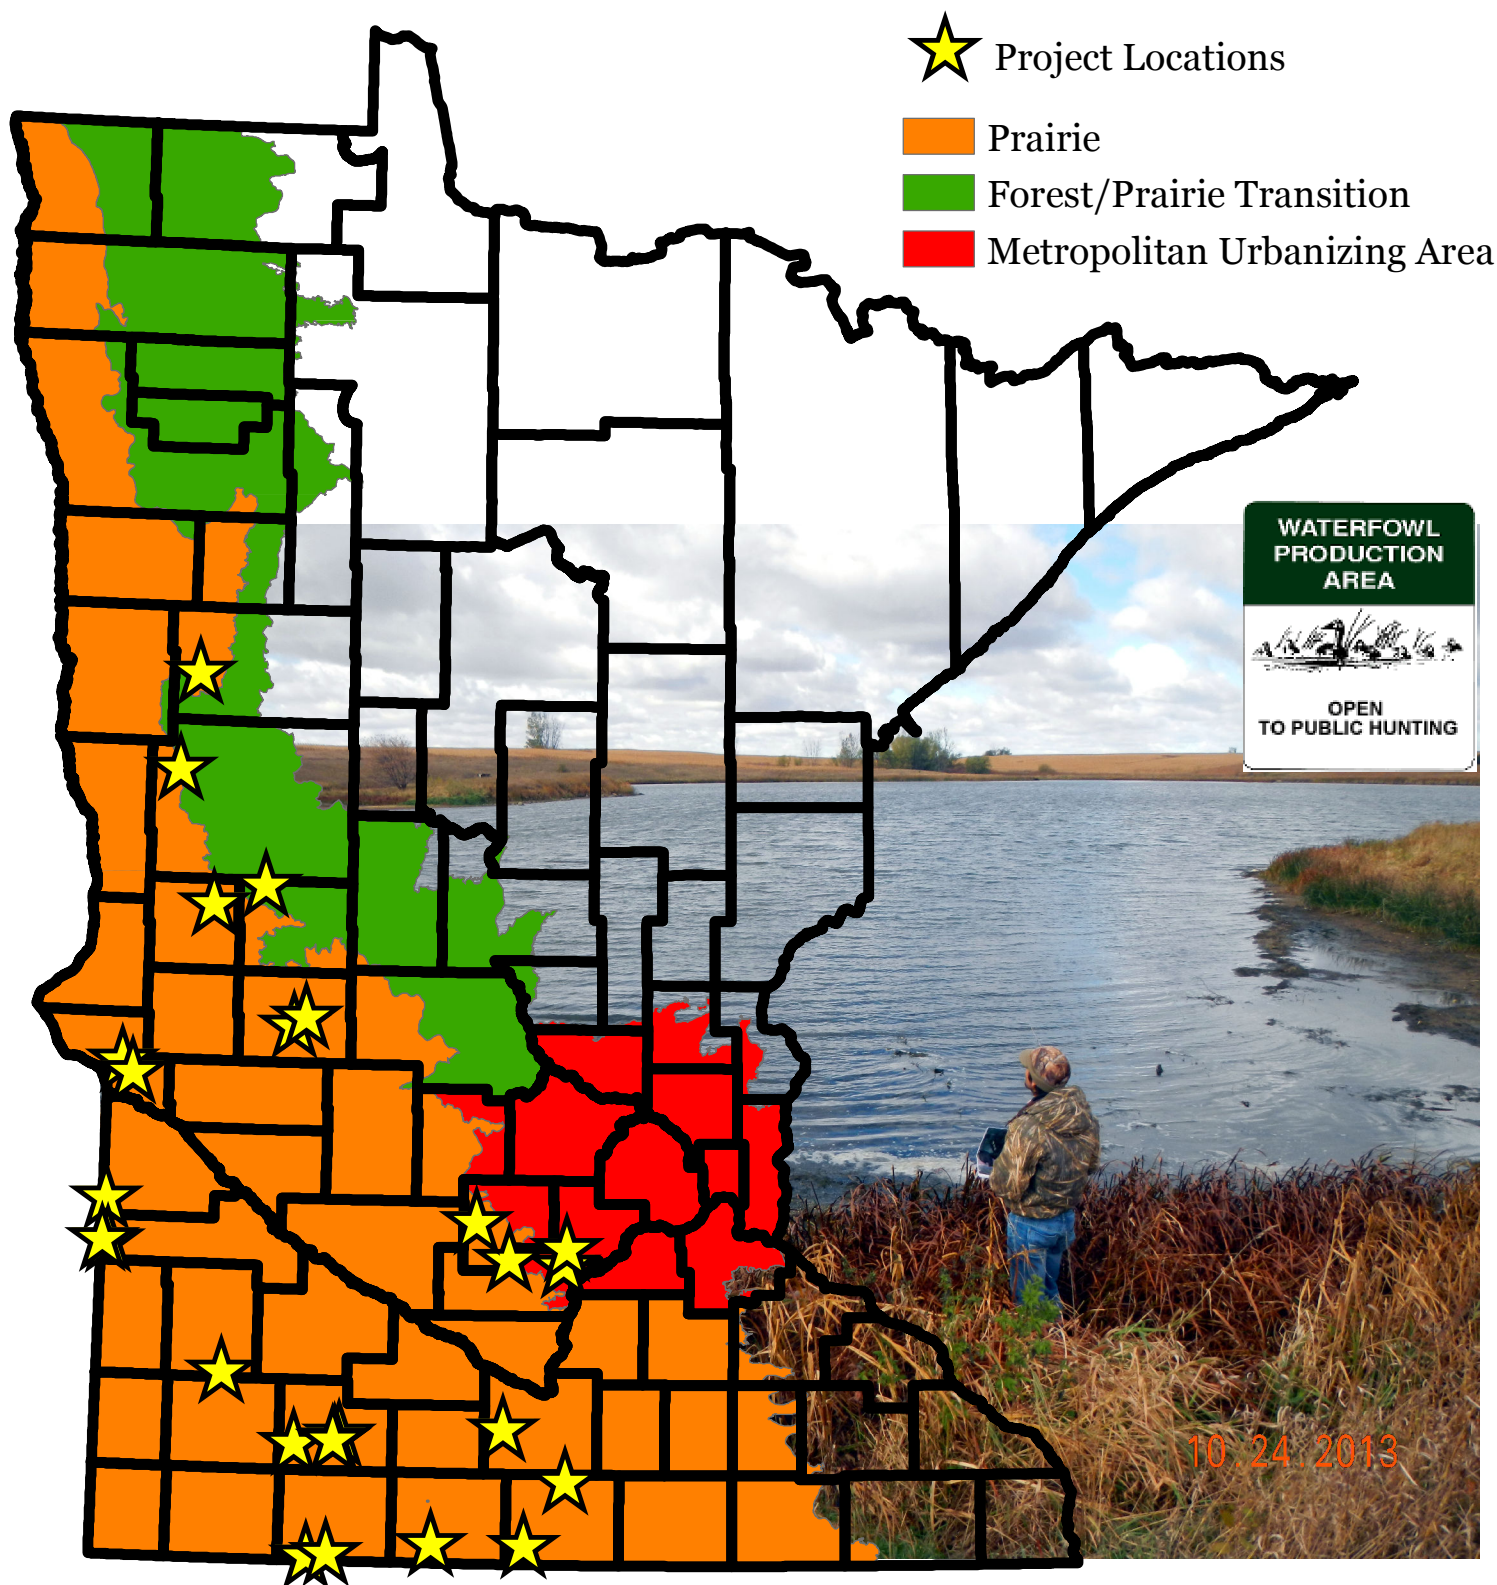 Project Locations
Prairie
Forest/Prairie Transition
Metropolitan Urbanizing Area
WATERFOWL
PRODUCTION
AREA
OPEN
TO PUBLIC HUNTING
10 24 2013